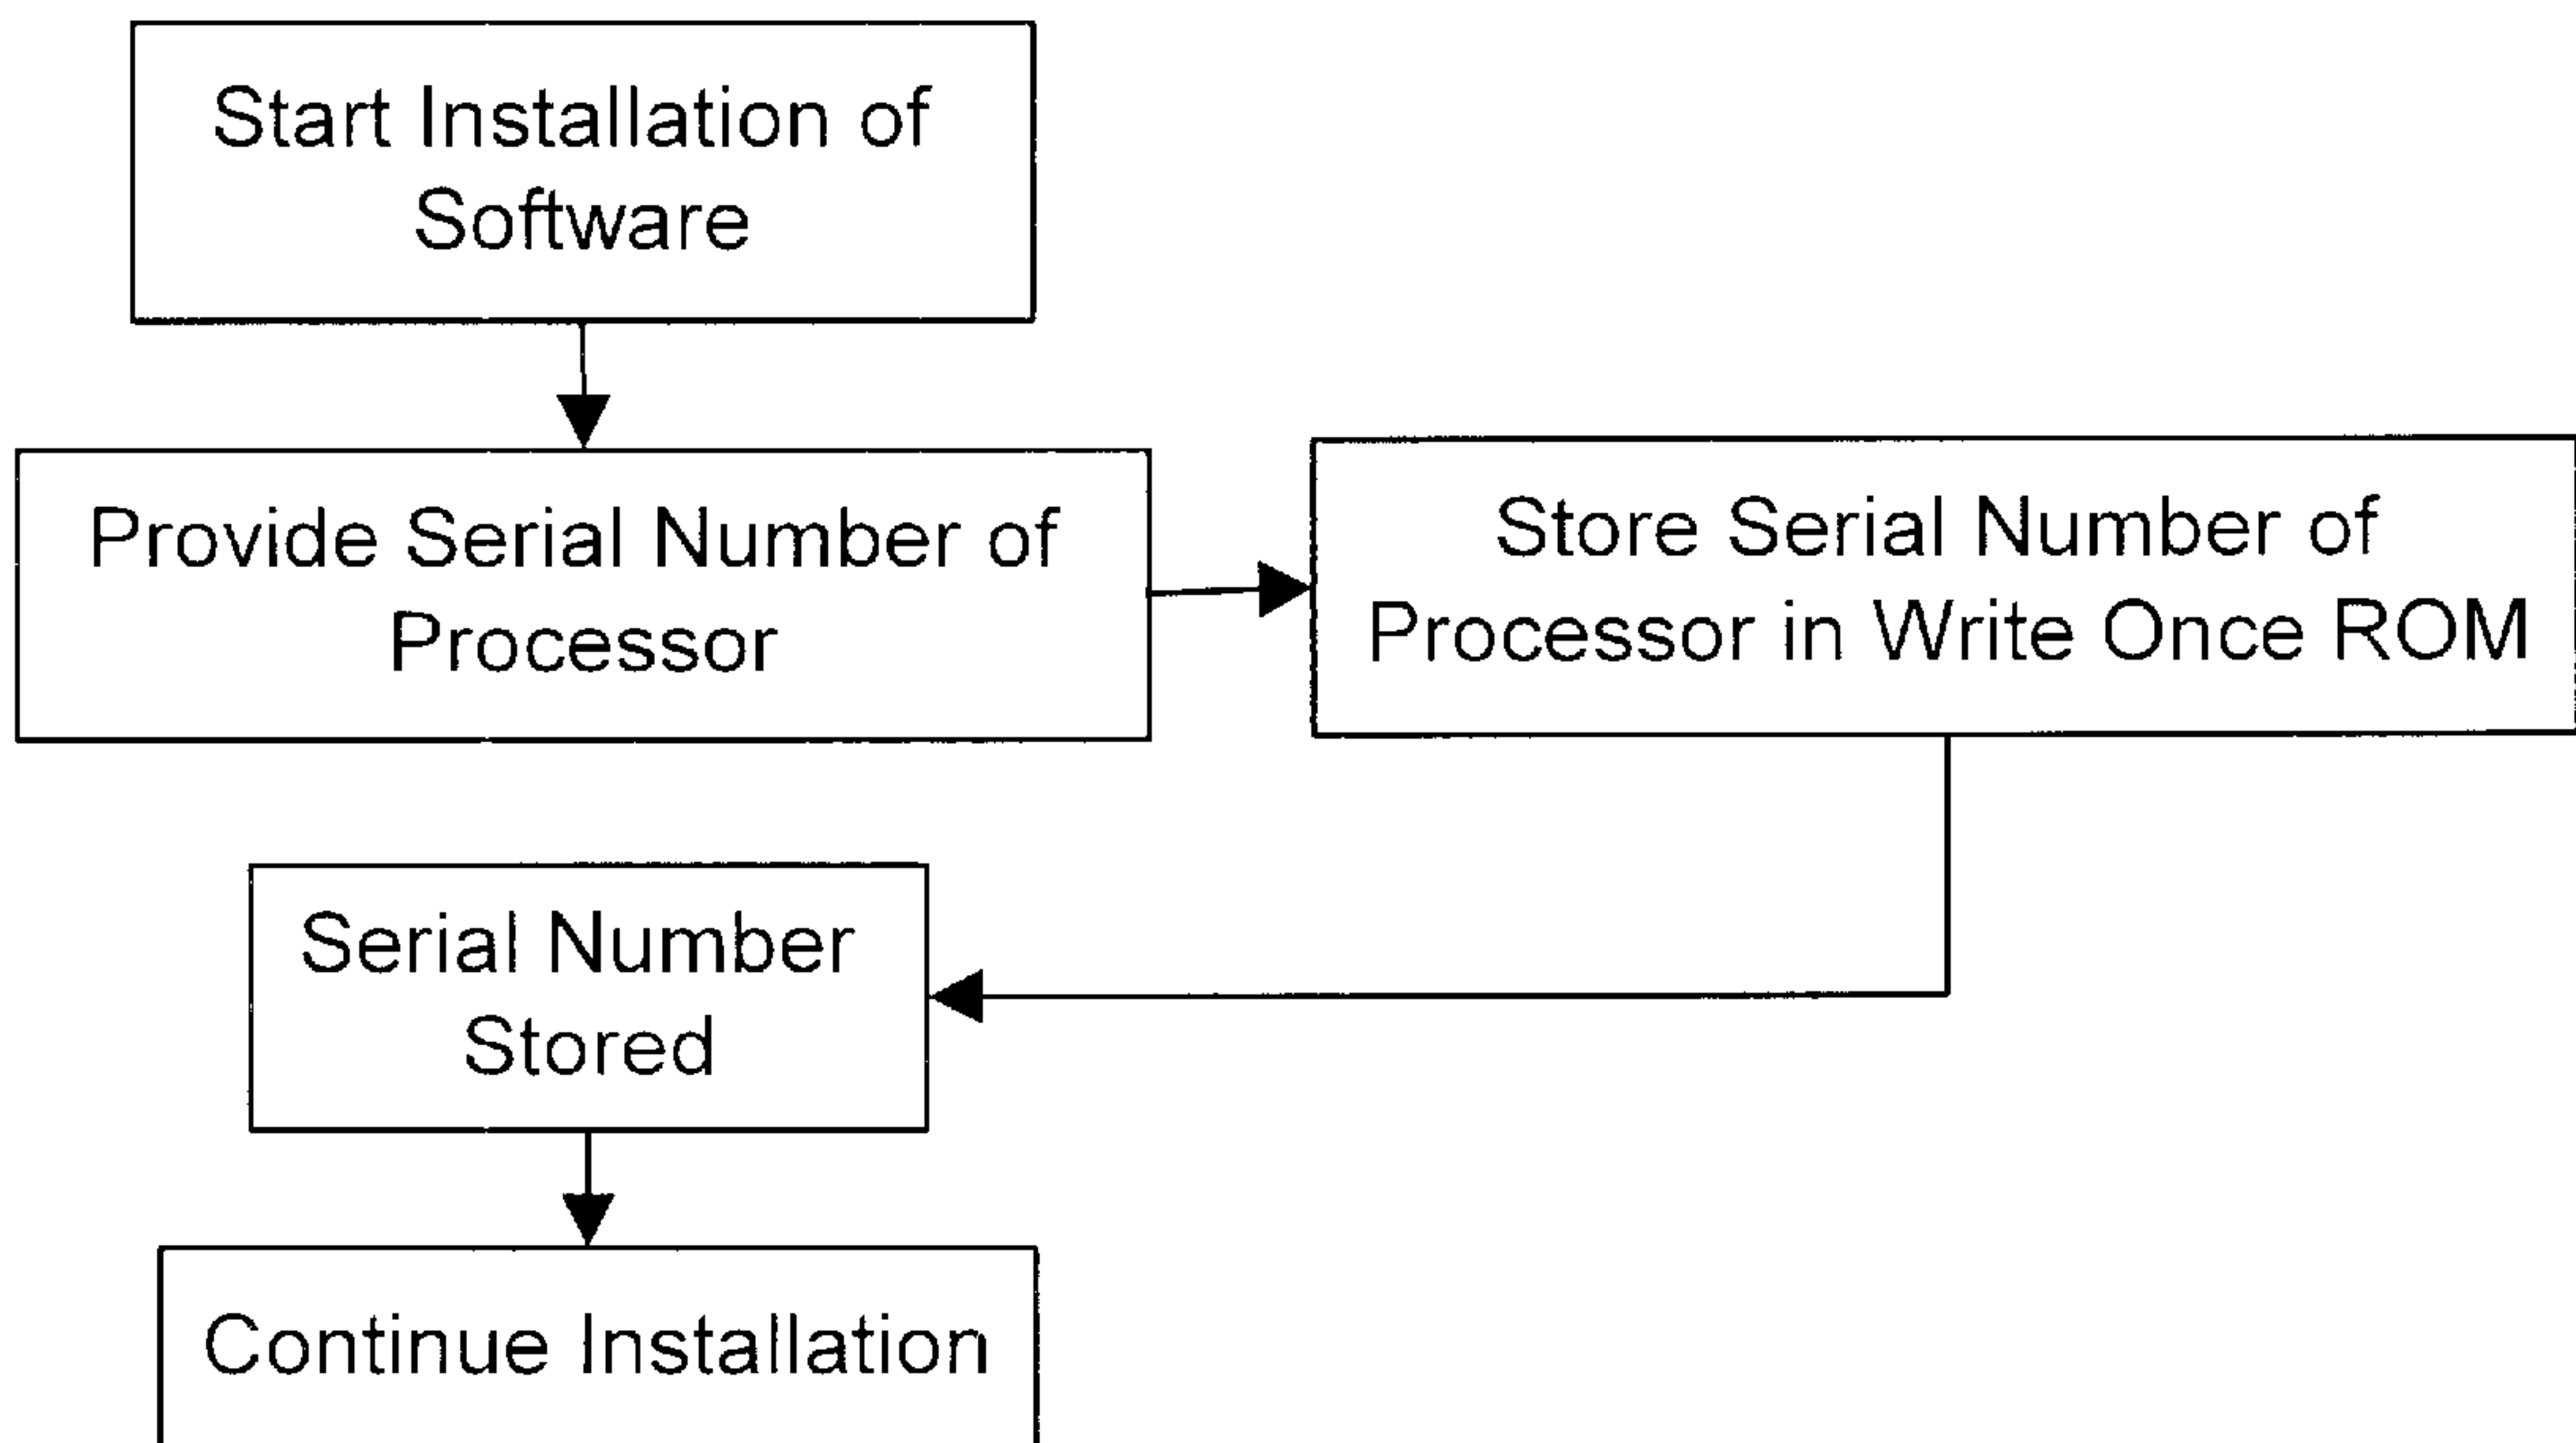 Start Installation of
Software
Provide Serial Number of
Processor
Store Serial Number of
Processor in Write Once ROM
Serial Number
Stored
Continue Installation